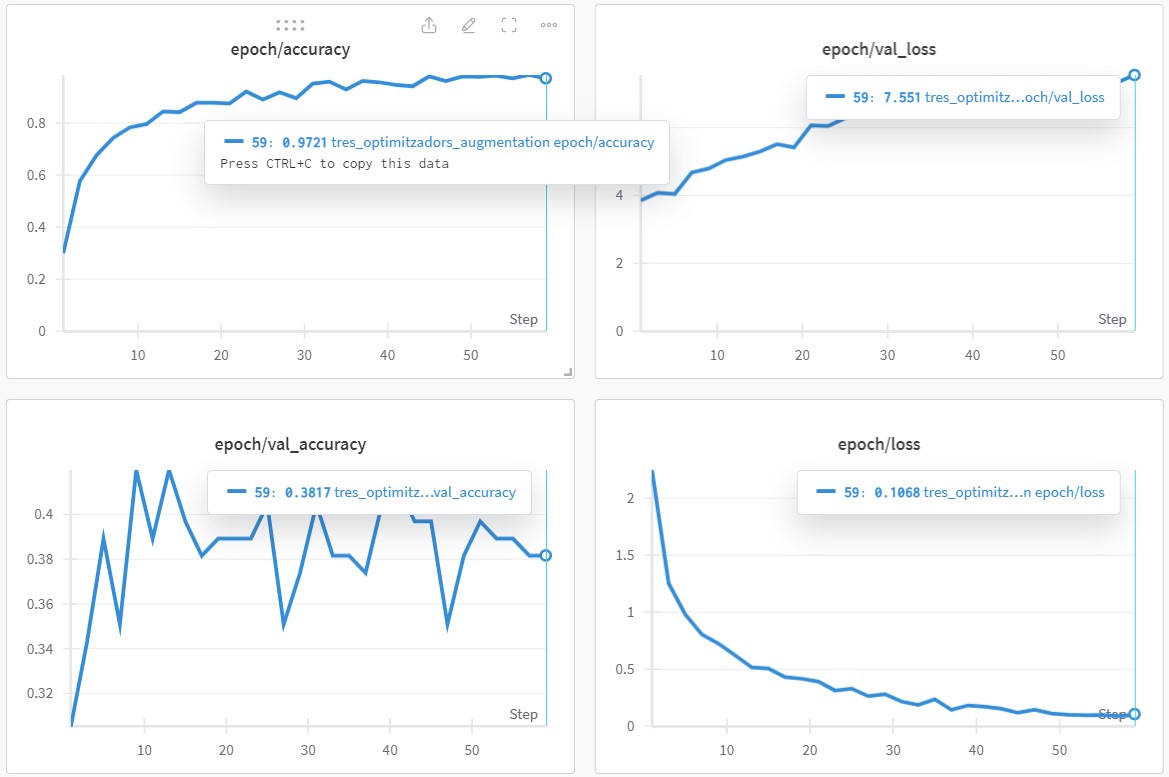 epoch/accuracy
0.8
0.6
0.4
0.2
0
10
20
30
40
50
Step
59: 0.9721 tres_optimitzadors_augmentation epoch/accuracy
Press CTRL+C to copy this data
epoch/val_loss
4
2
0
10
20
30
40
50
Step
59: 7.551 tres_optimitz...och/val_loss
epoch/val_accuracy
0.4
0.38
0.36
0.34
0.32
10
20
30
40
50
Step
59: 0.3817 tres_optimitz...val_accuracy
epoch/loss
2
1.5
1
0.5
0
10
20
30
40
50
Step
59: 0.1068 tres_optimitz...n epoch/loss